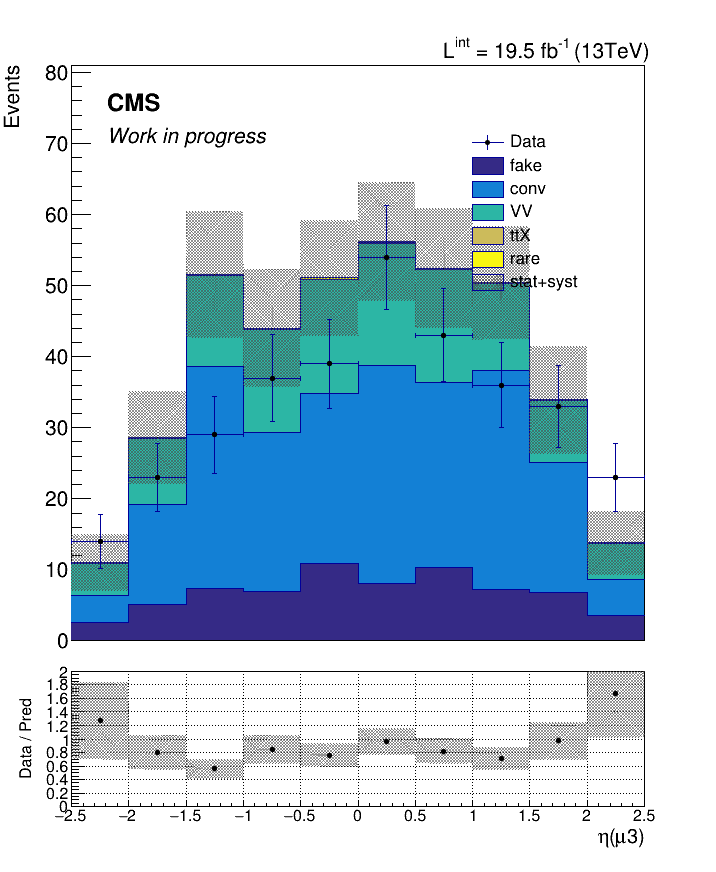 L^int = 19.5 fb^-1 (13TeV)
Events
CMS
Work in progress
Data
fake
conv
VV
ttX
rare
stat+syst
80
70
60
50
40
30
20
10
0
Data / Pred
2
1.8
1.6
1.4
1.2
1
0.8
0.6
0.4
0.2
0
−2.5 −2 −1.5 −1 −0.5 0 0.5 1 1.5 2 2.5
η(μ3)